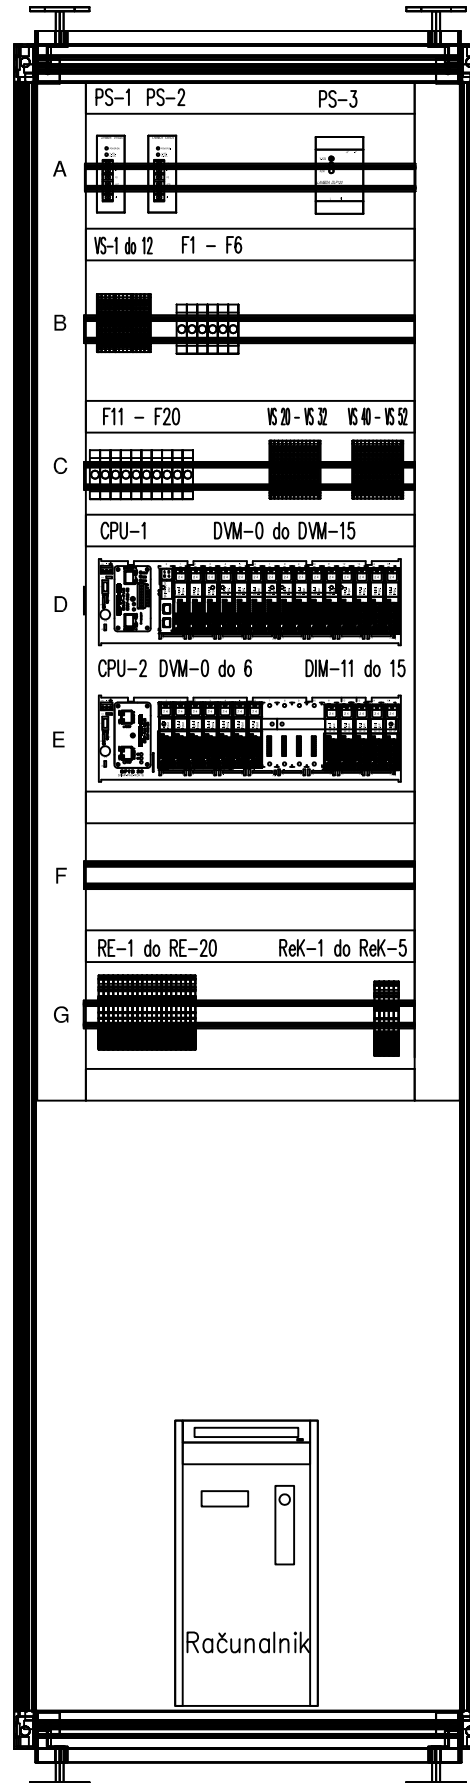 PS-1 PS-2 PS-3
A
VS-1 do 12 F1 - F6
B
F11 - F20 VS 20 - VS 32 VS 40 - VS 52
C
CPU-1 DVM-0 do DVM-15
D
CPU-2 DVM-0 do 6 DIM-11 do 15
E
F
RE-1 do RE-20 ReK-1 do ReK-5
G
Računalnik